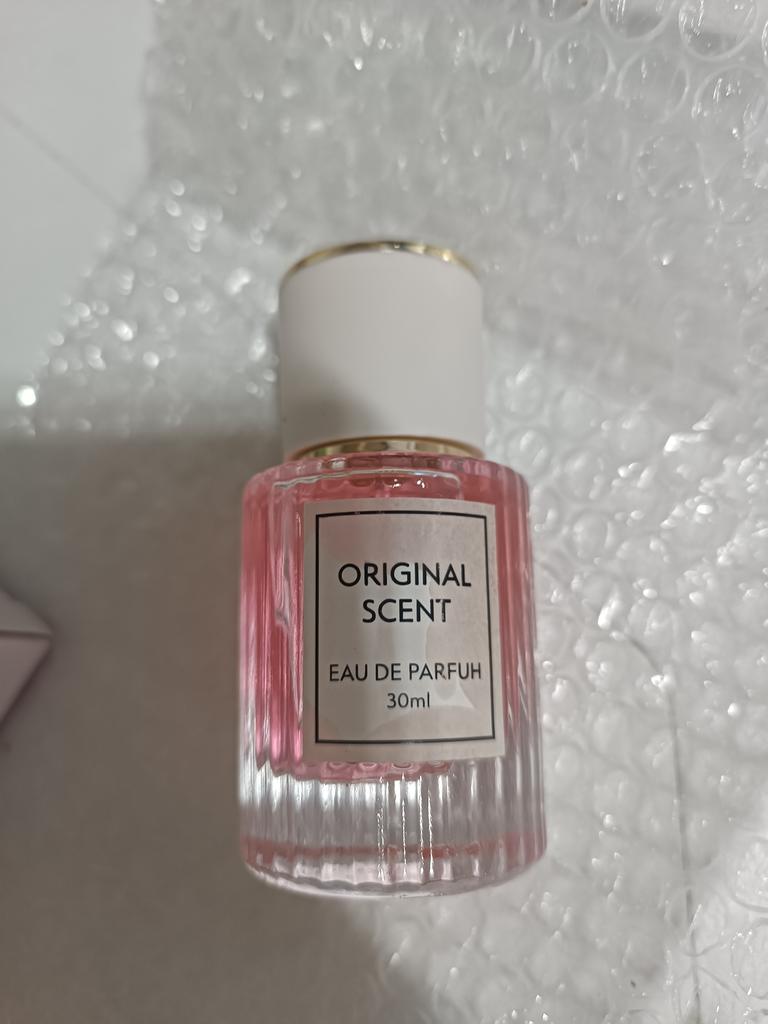 ORIGINAL
SCENT
EAU DE PARFUH
30ml